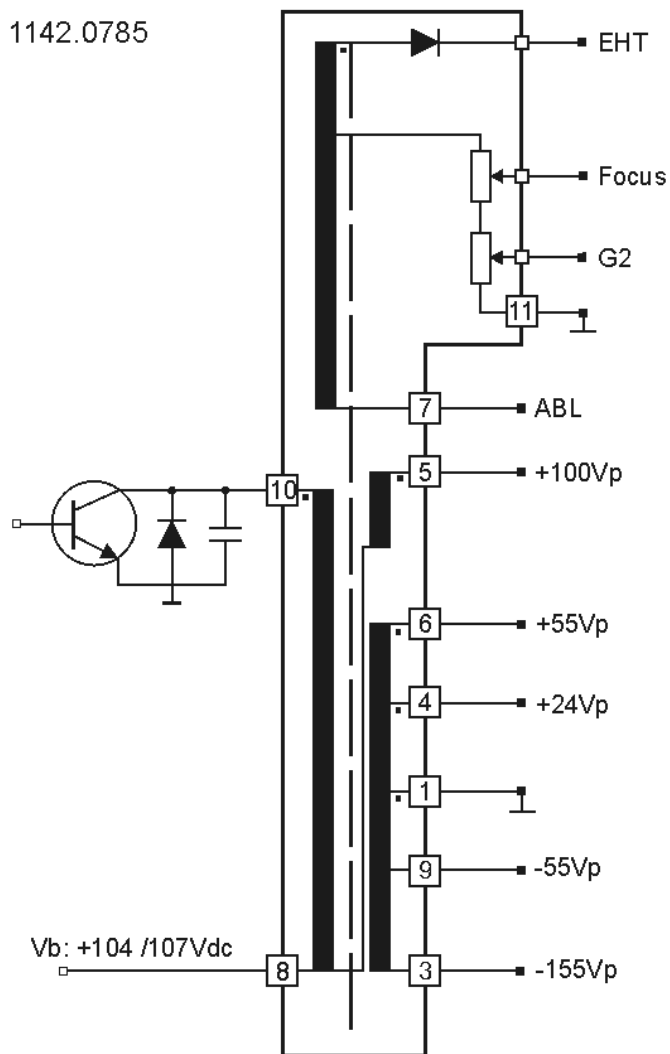 1142.0785
EHT
Focus
G2
11
7 ABL
5 +100Vp
10
6 +55Vp
4 +24Vp
1
9 -55Vp
Vb: +104 /107Vdc
8
3 -155Vp